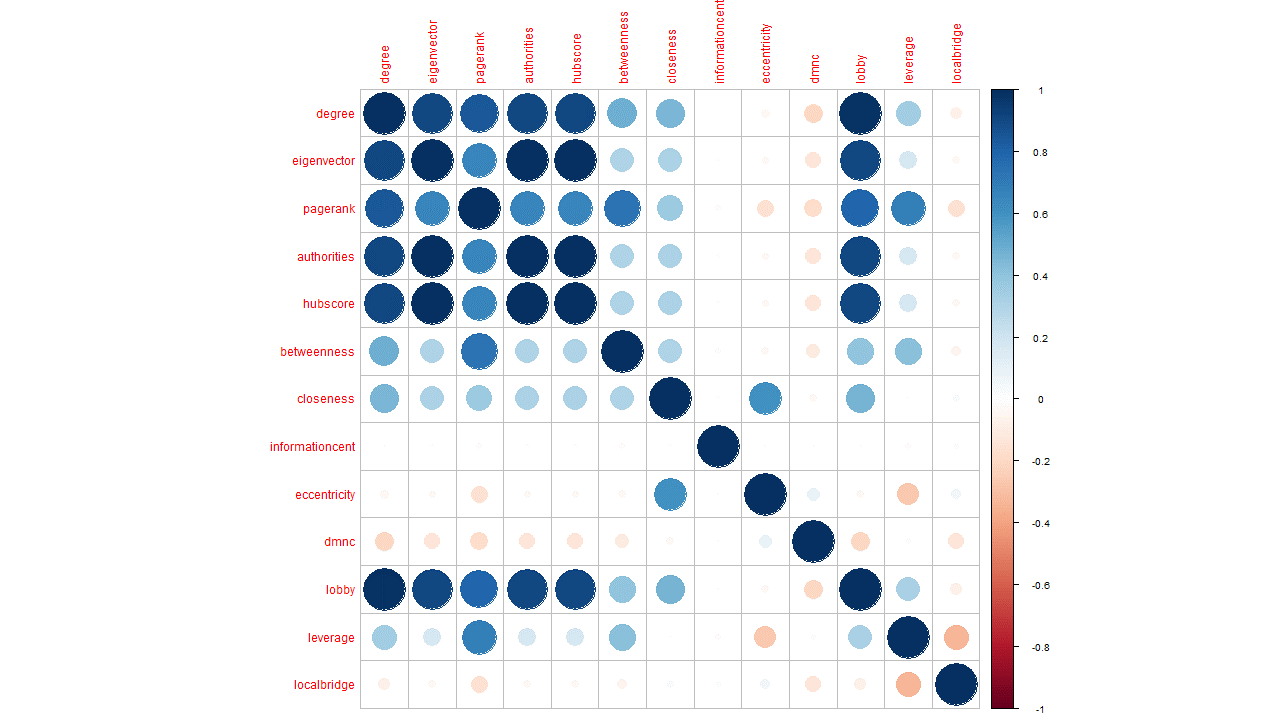 degree
eigenvector
pagerank
authorities
hubscore
betweenness
closeness
informationcent
eccentricity
dmnc
lobby
leverage
localbridge
degree
eigenvector
pagerank
authorities
hubscore
betweenness
closeness
informationcent
eccentricity
dmnc
lobby
leverage
localbridge
1
0.8
0.6
0.4
0.2
0
-0.2
-0.4
-0.6
-0.8
-1